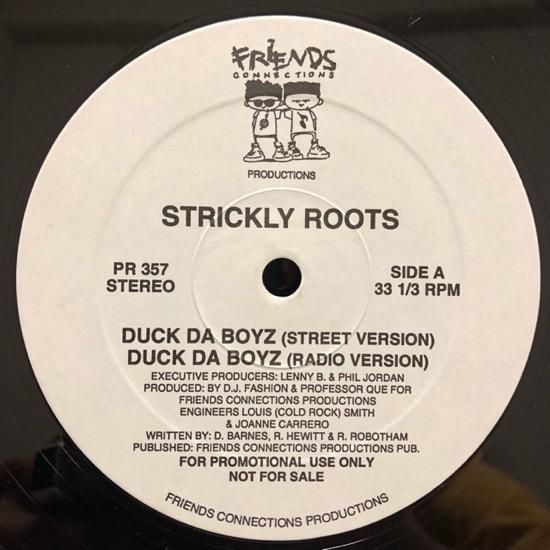 FRIENDS
CONNECTIONS
PRODUCTIONS
STRICKLY ROOTS
PR 357
STEREO
SIDE A
33 1/3 RPM
DUCK DA BOYZ (STREET VERSION)
DUCK DA BOYZ (RADIO VERSION)
EXECUTIVE PRODUCERS: LENNY B. & PHIL JORDAN
PRODUCED: BY D.J. FASHION & PROFESSOR QUE FOR
FRIENDS CONNECTIONS PRODUCTIONS
ENGINEERS LOUIS (COLD ROCK) SMITH
& JOANNE CARRERO
WRITTEN BY: D. BARNES, R. HEWITT & R. ROBOTHAM
PUBLISHED: FRIENDS CONNECTIONS PRODUCTIONS PUB.
FOR PROMOTIONAL USE ONLY
NOT FOR SALE
FRIENDS CONNECTIONS PRODUCTIONS